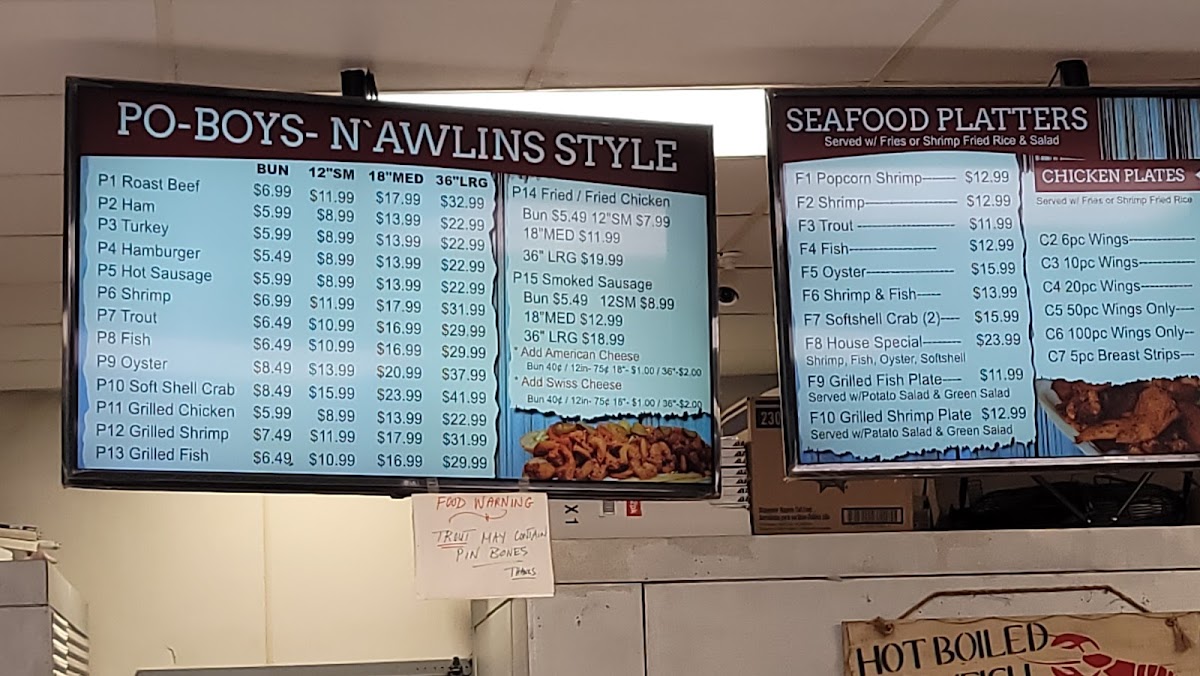 PO-BOYS- N`AWLINS STYLE
BUN 12"SM 18"MED 36"LRG
P1 Roast Beef $6.99 $11.99 $17.99 $32.99
P2 Ham $5.99 $8.99 $13.99 $22.99
P3 Turkey $5.99 $8.99 $13.99 $22.99
P4 Hamburger $5.49 $8.99 $13.99 $22.99
P5 Hot Sausage $5.99 $8.99 $13.99 $22.99
P6 Shrimp $6.99 $11.99 $17.99 $31.99
P7 Trout $6.49 $10.99 $16.99 $29.99
P8 Fish $6.49 $10.99 $16.99 $29.99
P9 Oyster $8.49 $13.99 $20.99 $37.99
P10 Soft Shell Crab $8.49 $15.99 $23.99 $41.99
P11 Grilled Chicken $5.99 $8.99 $13.99 $22.99
P12 Grilled Shrimp $7.49 $11.99 $17.99 $31.99
P13 Grilled Fish $6.49 $10.99 $16.99 $29.99
P14 Fried / Fried Chicken
Bun $5.49 12"SM $7.99
18"MED $11.99
36" LRG $19.99
P15 Smoked Sausage
Bun $5.49 12SM $8.99
18"MED $12.99
36" LRG $18.99
* Add American Cheese
Bun 40¢ / 12in- 75¢ 18"- $1.00 / 36"-$2.00
* Add Swiss Cheese
Bun 40¢ / 12in- 75¢ 18"- $1.00 / 36"-$2.00
SEAFOOD PLATTERS
Served w/ Fries or Shrimp Fried Rice & Salad
F1 Popcorn Shrimp------- $12.99
F2 Shrimp------------------- $12.99
F3 Trout -------------------- $11.99
F4 Fish------------------ $12.99
F5 Oyster------------------ $15.99
F6 Shrimp & Fish----- $13.99
F7 Softshell Crab (2)---- $15.99
F8 House Special-------- $23.99
Shrimp, Fish, Oyster, Softshell
F9 Grilled Fish Plate---- $11.99
Served w/Potato Salad & Green Salad
F10 Grilled Shrimp Plate $12.99
Served w/Patato Salad & Green Salad
CHICKEN PLATES
Served w/ Fries or Shrimp Fried Rice
C2 6pc Wings--------------
C3 10pc Wings------------
C4 20pc Wings-----------
C5 50pc Wings Only----
C6 100pc Wings Only--
C7 5pc Breast Strips---
FOOD WARNING
TROUT MAY CONTAIN
PIN BONES
THANKS
230
X 1
HOT BOILED